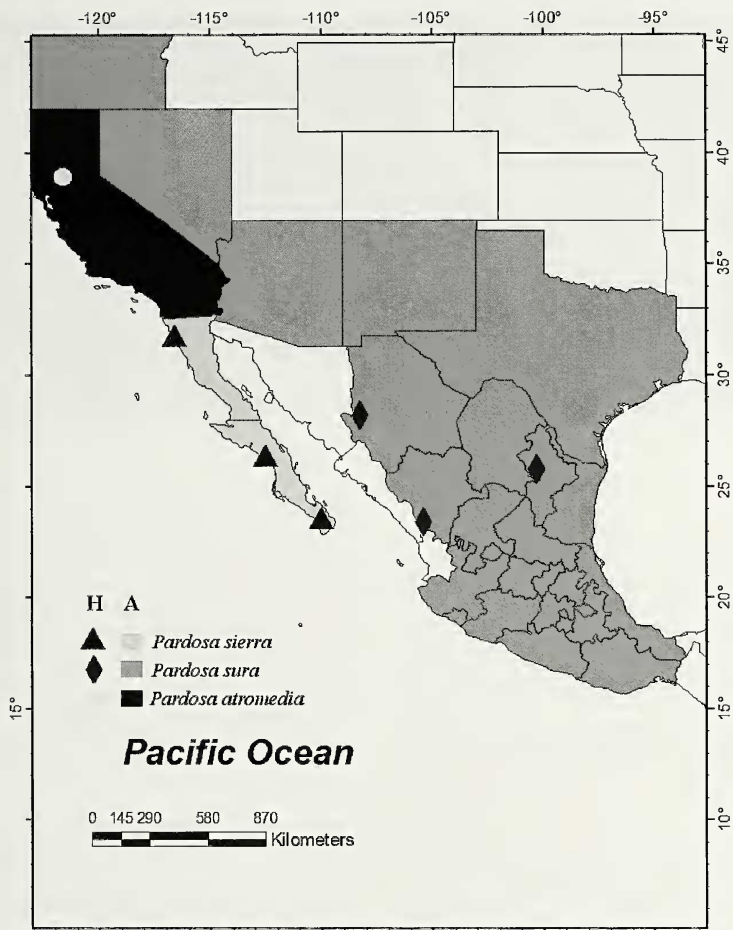 -120° -115° -110° -105° -100° -95°
45°
40°
35°
30°
25°
20°
15° 15°
10°
H A
Pardosa sierra
Pardosa sura
Pardosa atromedia
Pacific Ocean
0 145 290 580 870
Kilometers